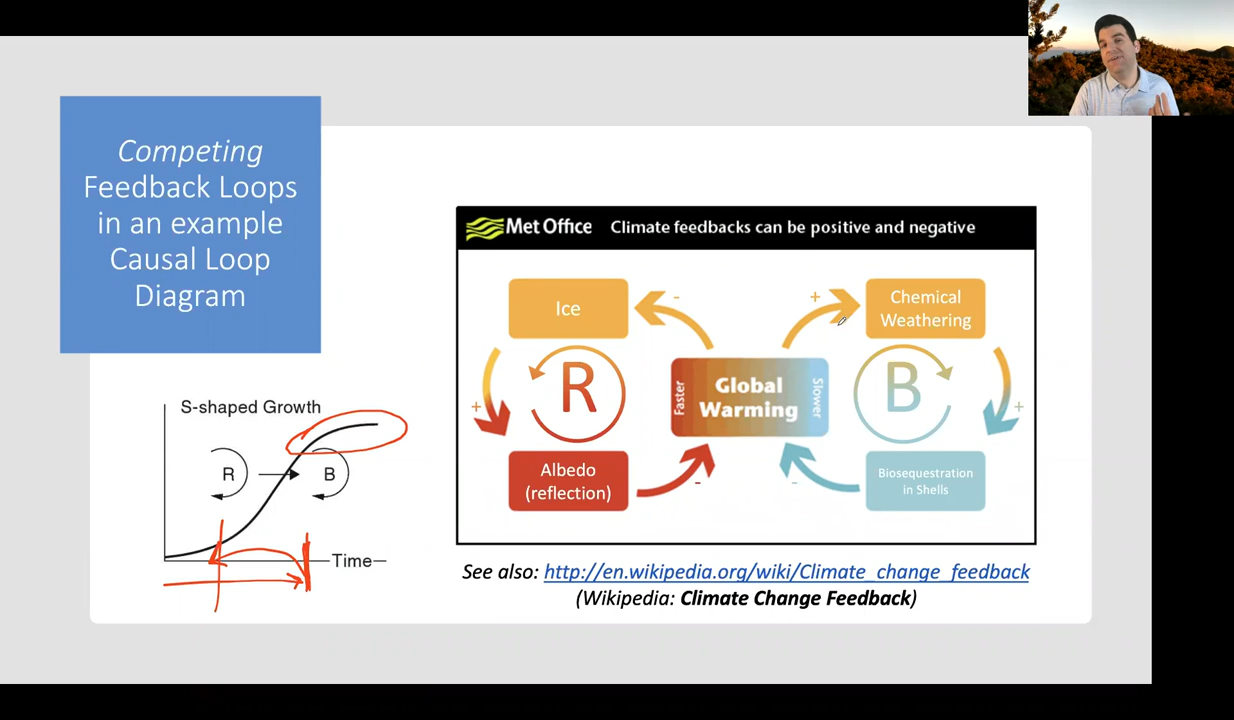 Competing
Feedback Loops
in an example
Causal Loop
Diagram
S-shaped Growth
R
B
Time
Met Office Climate feedbacks can be positive and negative
Ice
-
+
Chemical
Weathering
R
Faster
Global
Warming
Slower
B
+
+
Albedo
(reflection)
-
-
Biosequestration
in Shells
See also: http://en.wikipedia.org/wiki/Climate_change_feedback
(Wikipedia: Climate Change Feedback)